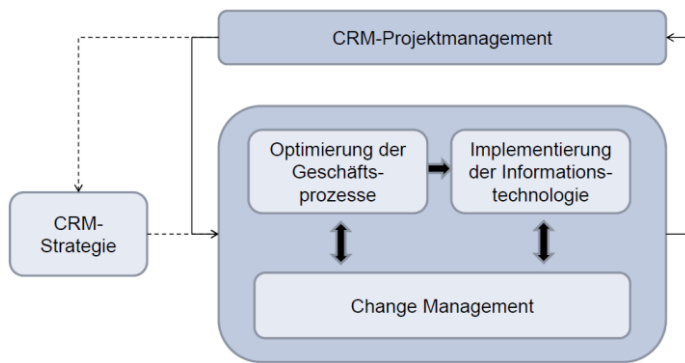 CRM-Projektmanagement
Optimierung der
Geschäfts-
prozesse
Implementierung
der Informations-
technologie
CRM-
Strategie
Change Management